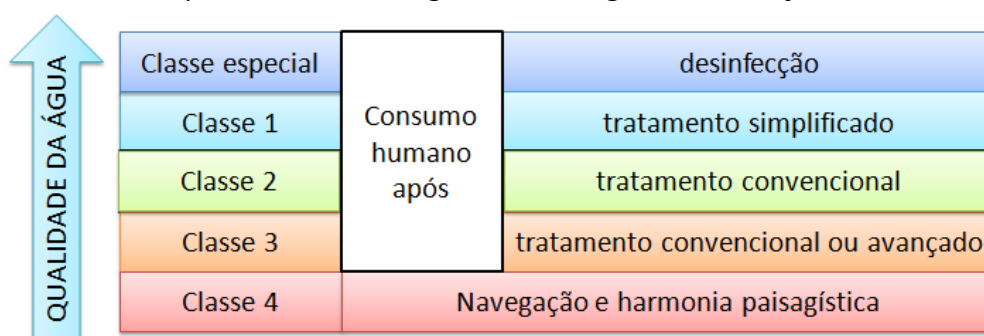 QUALIDADE DA ÁGUA
Classe especial
desinfecção
Classe 1
Consumo
humano
após
tratamento simplificado
Classe 2
tratamento convencional
Classe 3
tratamento convencional ou avançado
Classe 4
Navegação e harmonia paisagística